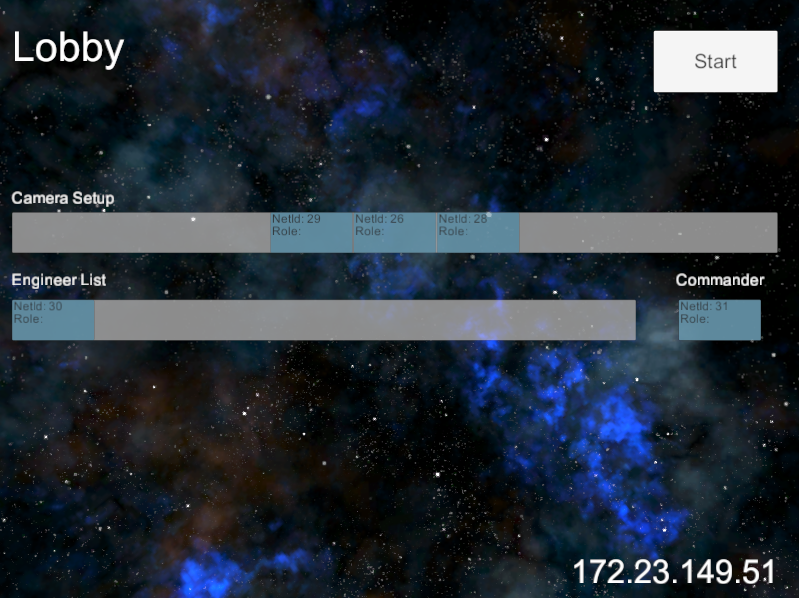 Lobby
Start
Camera Setup
NetId: 29
Role:
NetId: 26
Role:
NetId: 28
Role:
Engineer List
Commander
NetId: 30
Role:
NetId: 31
Role:
172.23.149.51